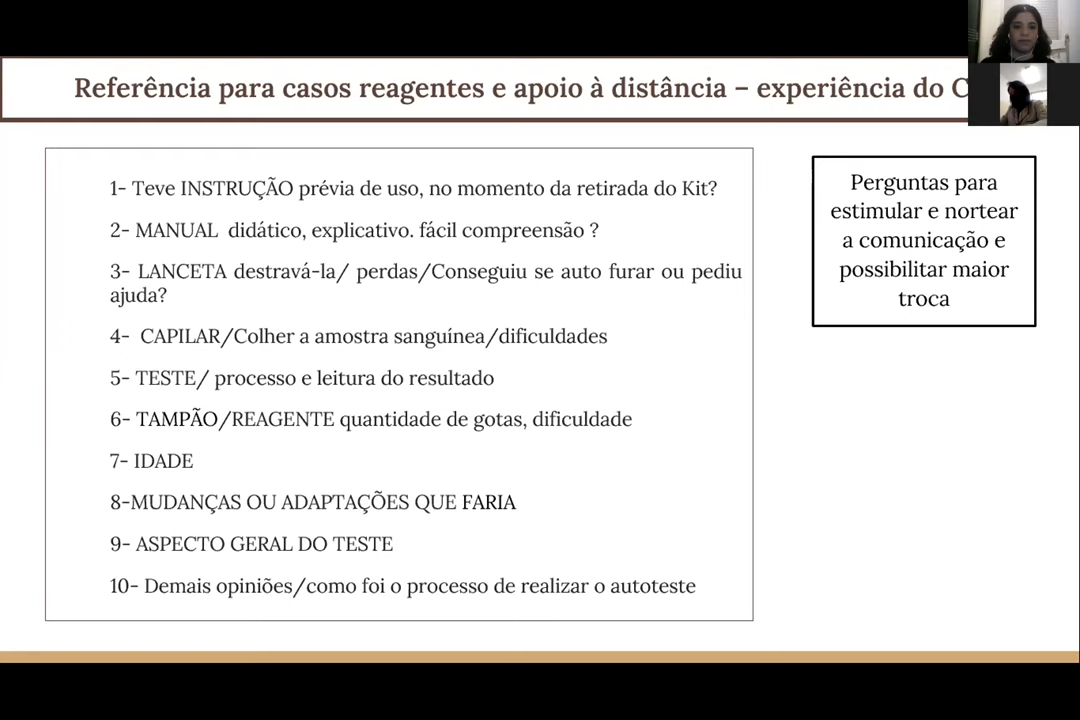 Referência para casos reagentes e apoio à distância – experiência do
1- Teve INSTRUÇÃO prévia de uso, no momento da retirada do Kit?
2- MANUAL didático, explicativo. fácil compreensão ?
3- LANCETA destravá-la/ perdas/Conseguiu se auto furar ou pediu
ajuda?
4- CAPILAR/Colher a amostra sanguínea/dificuldades
5- TESTE/ processo e leitura do resultado
6- TAMPÃO/REAGENTE quantidade de gotas, dificuldade
7- IDADE
8-MUDANÇAS OU ADAPTAÇÕES QUE FARIA
9- ASPECTO GERAL DO TESTE
10- Demais opiniões/como foi o processo de realizar o autoteste
Perguntas para
estimular e nortear
a comunicação e
possibilitar maior
troca